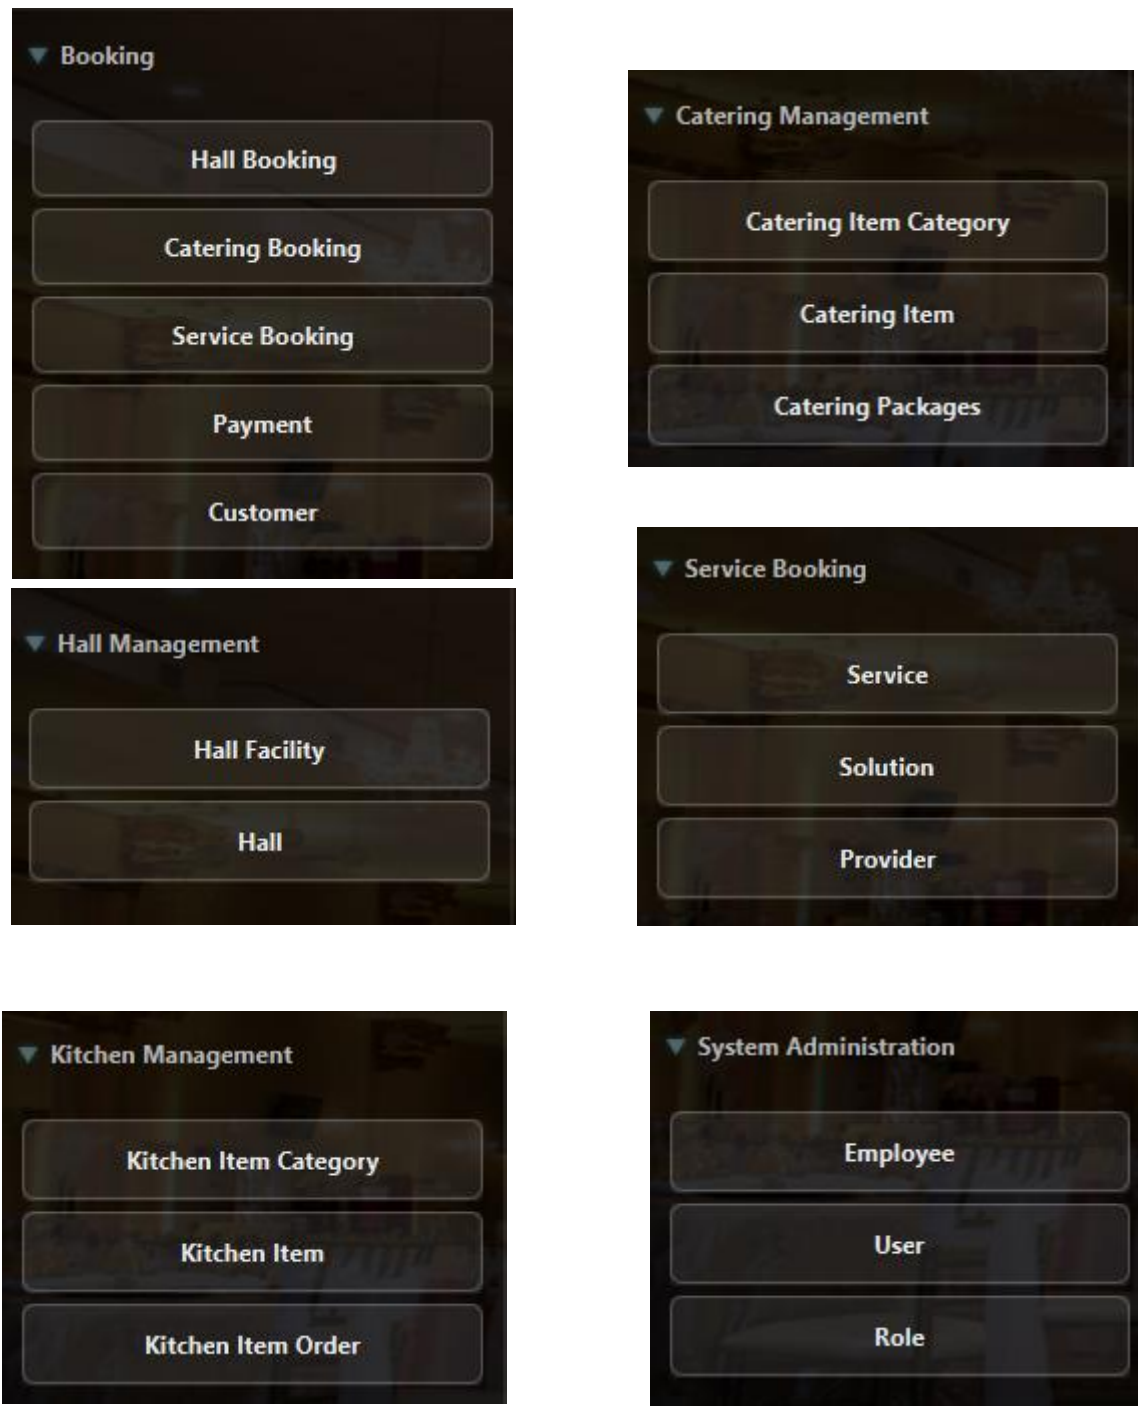 Booking
Hall Booking
Catering Booking
Service Booking
Payment
Customer
Catering Management
Catering Item Category
Catering Item
Catering Packages
Hall Management
Hall Facility
Hall
Service Booking
Service
Solution
Provider
Kitchen Management
Kitchen Item Category
Kitchen Item
Kitchen Item Order
System Administration
Employee
User
Role